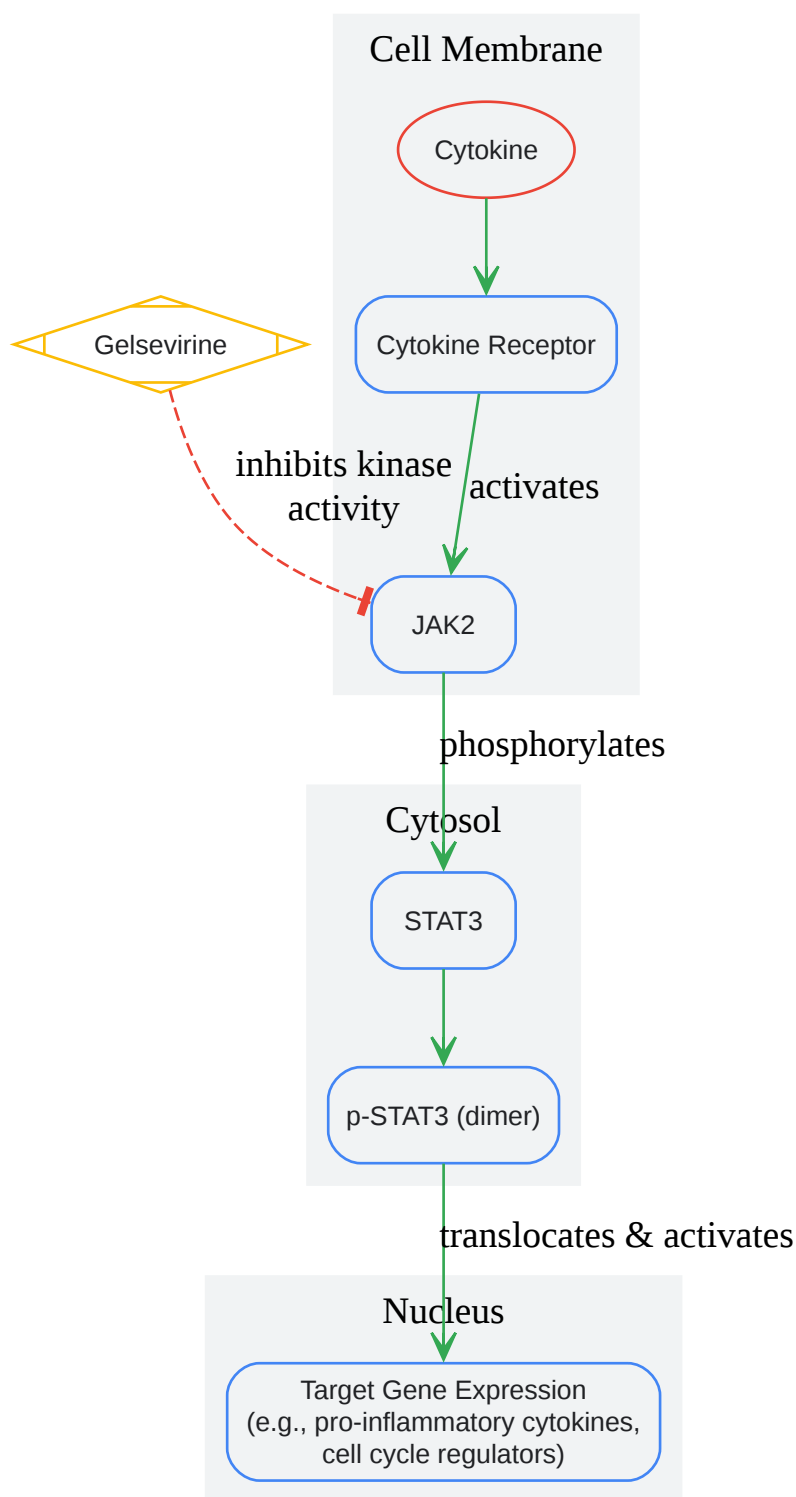 Cell Membrane
Cytokine
Gelsevirine
Cytokine Receptor
inhibits kinase
activity
activates
JAK2
phosphorylates
Cytosol
STAT3
p-STAT3 (dimer)
translocates & activates
Nucleus
Target Gene Expression
(e.g., pro-inflammatory cytokines,
cell cycle regulators)